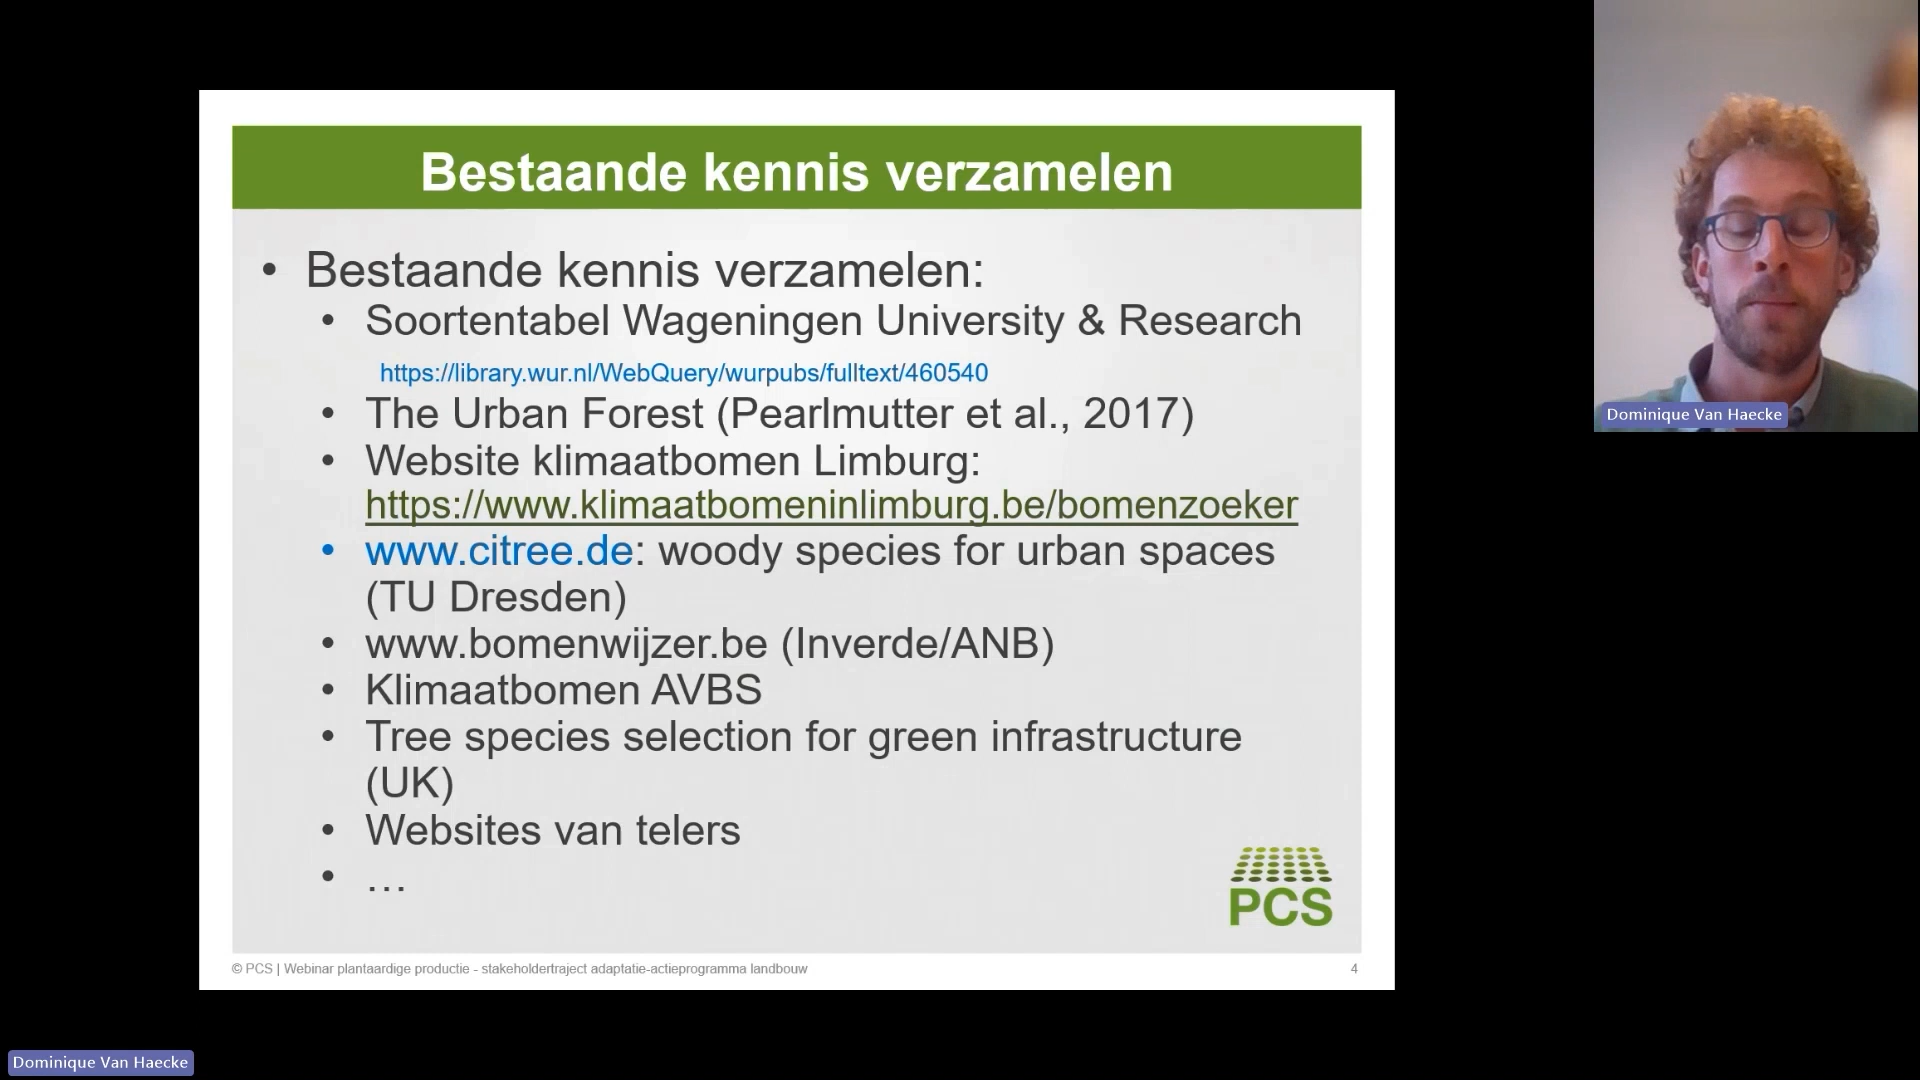 Bestaande kennis verzamelen
• Bestaande kennis verzamelen:
• Soortentabel Wageningen University & Research
https://library.wur.nl/WebQuery/wurpubs/fulltext/460540
• The Urban Forest (Pearlmutter et al., 2017)
• Website klimaatbomen Limburg:
https://www.klimaatbomeninlimburg.be/bomenzoeker
• www.citree.de: woody species for urban spaces
(TU Dresden)
• www.bomenwijzer.be (Inverde/ANB)
• Klimaatbomen AVBS
• Tree species selection for green infrastructure
(UK)
• Websites van telers
• …
PCS
© PCS | Webinar plantaardige productie - stakeholdertraject adaptatie-actieprogramma landbouw
4
Dominique Van Haecke
Dominique Van Haecke